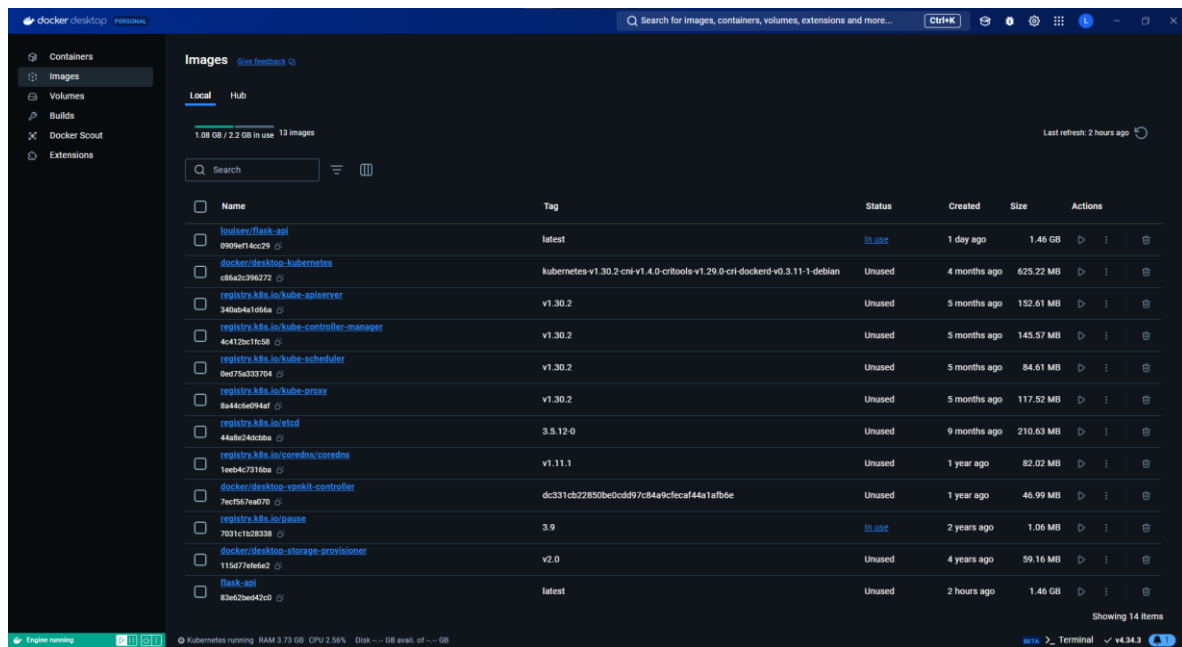 docker desktop PERSONAL
Search for images, containers, volumes, extensions and more... Ctrl+K L
Containers
Images
Volumes
Builds
Docker Scout
Extensions
Images Give feedback
Local Hub
1.08 GB / 2.2 GB in use 13 images
Last refresh: 2 hours ago
Search
Name Tag Status Created Size Actions
louisev/flask-api
0909ef14cc29
latest In use 1 day ago 1.46 GB
docker/desktop-kubernetes
c86a2c396272
kubernetes-v1.30.2-cni-v1.4.0-critools-v1.29.0-cri-dockerd-v0.3.11-1-debian Unused 4 months ago 625.22 MB
registry.k8s.io/kube-apiserver
340ab4a1d66a
v1.30.2 Unused 5 months ago 152.61 MB
registry.k8s.io/kube-controller-manager
4c412bc1fc58
v1.30.2 Unused 5 months ago 145.57 MB
registry.k8s.io/kube-scheduler
0ed75a333704
v1.30.2 Unused 5 months ago 84.61 MB
registry.k8s.io/kube-proxy
8a44c6e094af
v1.30.2 Unused 5 months ago 117.52 MB
registry.k8s.io/etcd
44a8e24dcbba
3.5.12-0 Unused 9 months ago 210.63 MB
registry.k8s.io/coredns/coredns
1eeb4c7316ba
v1.11.1 Unused 1 year ago 82.02 MB
docker/desktop-vpnkit-controller
7ecf567ea070
dc331cb22850be0cdd97c84a9cfecaf44a1afb6e Unused 1 year ago 46.99 MB
registry.k8s.io/pause
7031c1b28338
3.9 In use 2 years ago 1.06 MB
docker/desktop-storage-provisioner
115d77efe6e2
v2.0 Unused 4 years ago 59.16 MB
flask-api
83e62bed42c0
latest Unused 2 hours ago 1.46 GB
Showing 14 items
Engine running
Kubernetes running RAM 3.73 GB CPU 2.56% Disk --.-- GB avail. of --.-- GB
BETA >_ Terminal v4.34.3 1